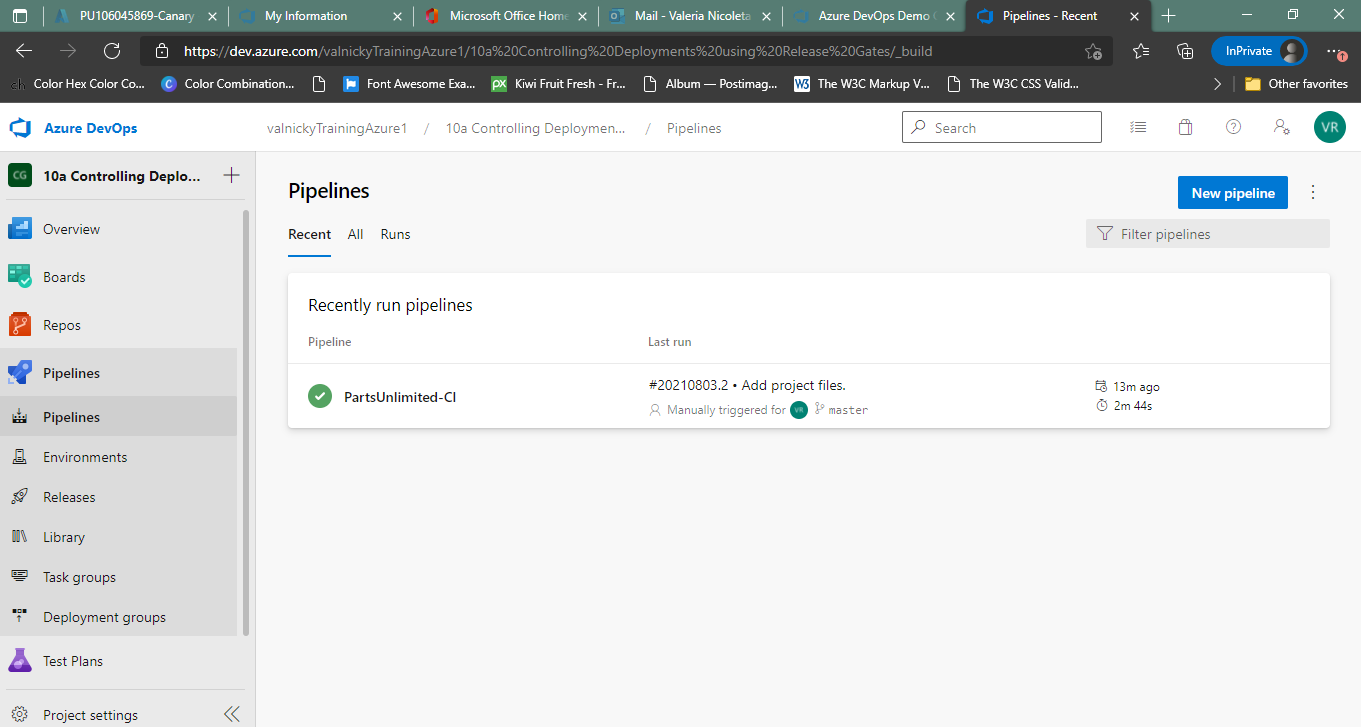 PU106045869-Canary
My Information
Microsoft Office Home
Mail - Valeria Nicoleta
Azure DevOps Demo
Pipelines - Recent
https://dev.azure.com/valnickyTrainingAzure1/10a%20Controlling%20Deployments%20using%20Release%20Gates/_build
InPrivate
1
ch Color Hex Color Co...
C Color Combination...
Font Awesome Exa...
px Kiwi Fruit Fresh - Fr...
Album — Postimag...
W3 The W3C Markup V...
The W3C CSS Valid...
Other favorites
Azure DevOps
valnickyTrainingAzure1 / 10a Controlling Deploymen... / Pipelines
Search
VR
CG 10a Controlling Deplo...
Overview
Boards
Repos
Pipelines
Pipelines
Environments
Releases
Library
Task groups
Deployment groups
Test Plans
Project settings
Pipelines
New pipeline
Recent All Runs
Filter pipelines
Recently run pipelines
Pipeline Last run
PartsUnlimited-CI
#20210803.2 • Add project files.
Manually triggered for VR master
13m ago
2m 44s